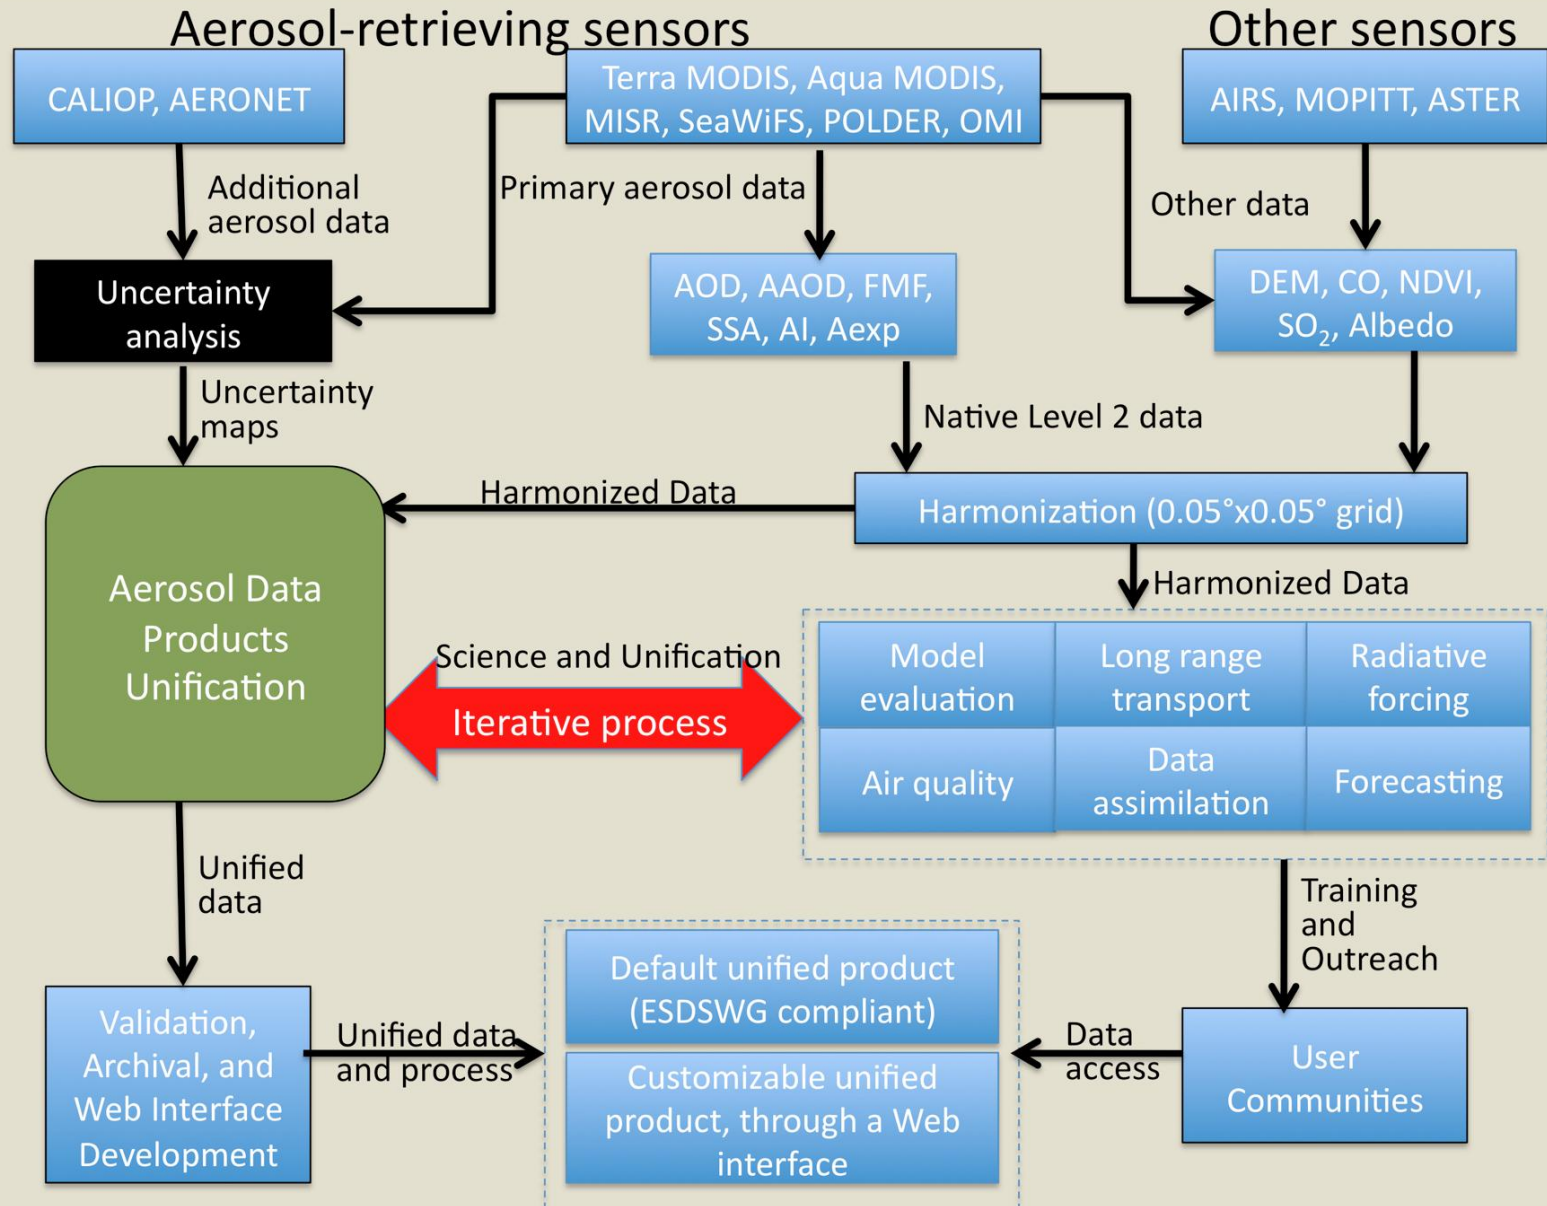 Aerosol-retrieving sensors
Other sensors
CALIOP, AERONET
Terra MODIS, Aqua MODIS,
MISR, SeaWiFS, POLDER, OMI
AIRS, MOPITT, ASTER
Additional
aerosol data
Primary aerosol data
Other data
Uncertainty
analysis
AOD, AAOD, FMF,
SSA, AI, Aexp
DEM, CO, NDVI,
SO₂, Albedo
Uncertainty
maps
Native Level 2 data
Harmonized Data
Harmonization (0.05°x0.05° grid)
Harmonized Data
Aerosol Data
Products
Unification
Science and Unification
Iterative process
Model
evaluation
Long range
transport
Radiative
forcing
Air quality
Data
assimilation
Forecasting
Unified
data
Training
and
Outreach
Validation,
Archival, and
Web Interface
Development
Unified data
and process
Default unified product
(ESDSWG compliant)
Customizable unified
product, through a Web
interface
Data
access
User
Communities